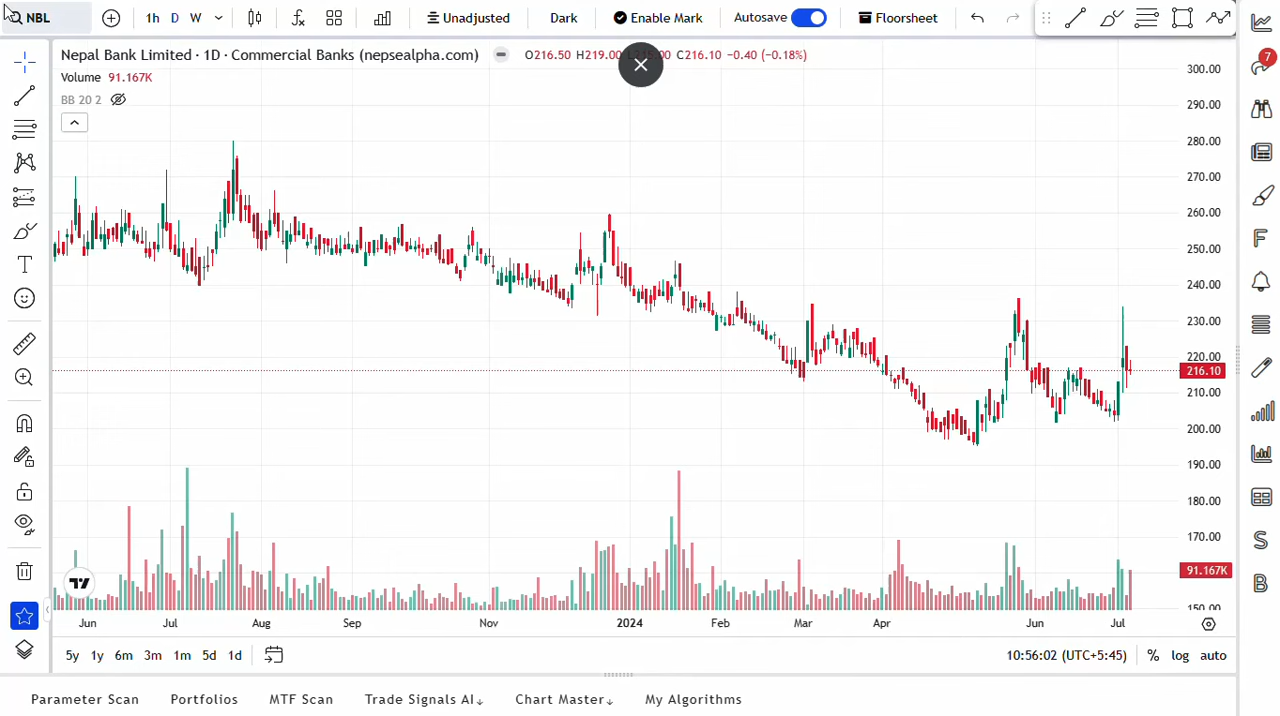 NBL
1h D W
Unadjusted
Dark
Enable Mark
Autosave
Floorsheet
Nepal Bank Limited · 1D · Commercial Banks (nepsealpha.com)
O216.50 H219.00 C216.10 −0.40 (−0.18%)
Volume 91.167K
BB 20 2
300.00
290.00
280.00
270.00
260.00
250.00
240.00
230.00
220.00
216.10
210.00
200.00
190.00
180.00
170.00
91.167K
150.00
7
F
S
B
T
Jun Jul Aug Sep Nov 2024 Feb Mar Apr Jun Jul
5y 1y 6m 3m 1m 5d 1d
10:56:02 (UTC+5:45) % log auto
Parameter Scan Portfolios MTF Scan Trade Signals AI↓ Chart Master↓ My Algorithms